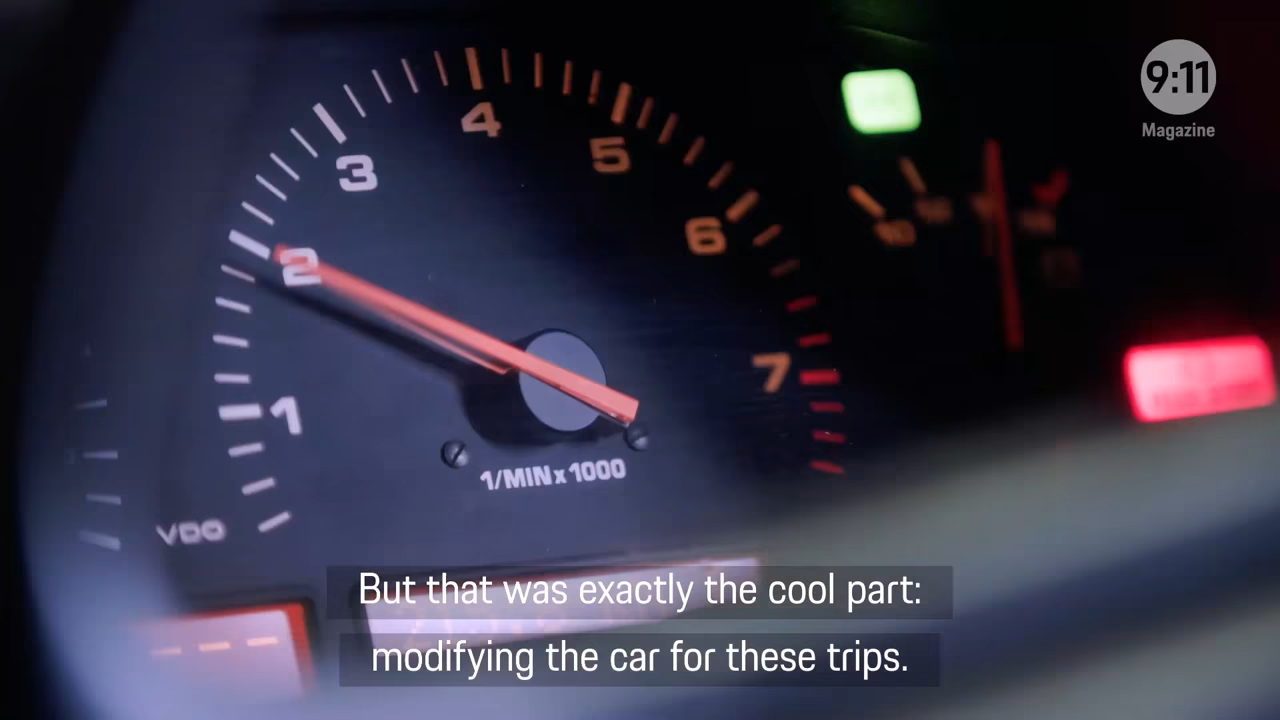 9:11
Magazine
4
5
3
6
2
7
1
1/MIN x 1000
VDO
10
But that was exactly the cool part:
modifying the car for these trips.